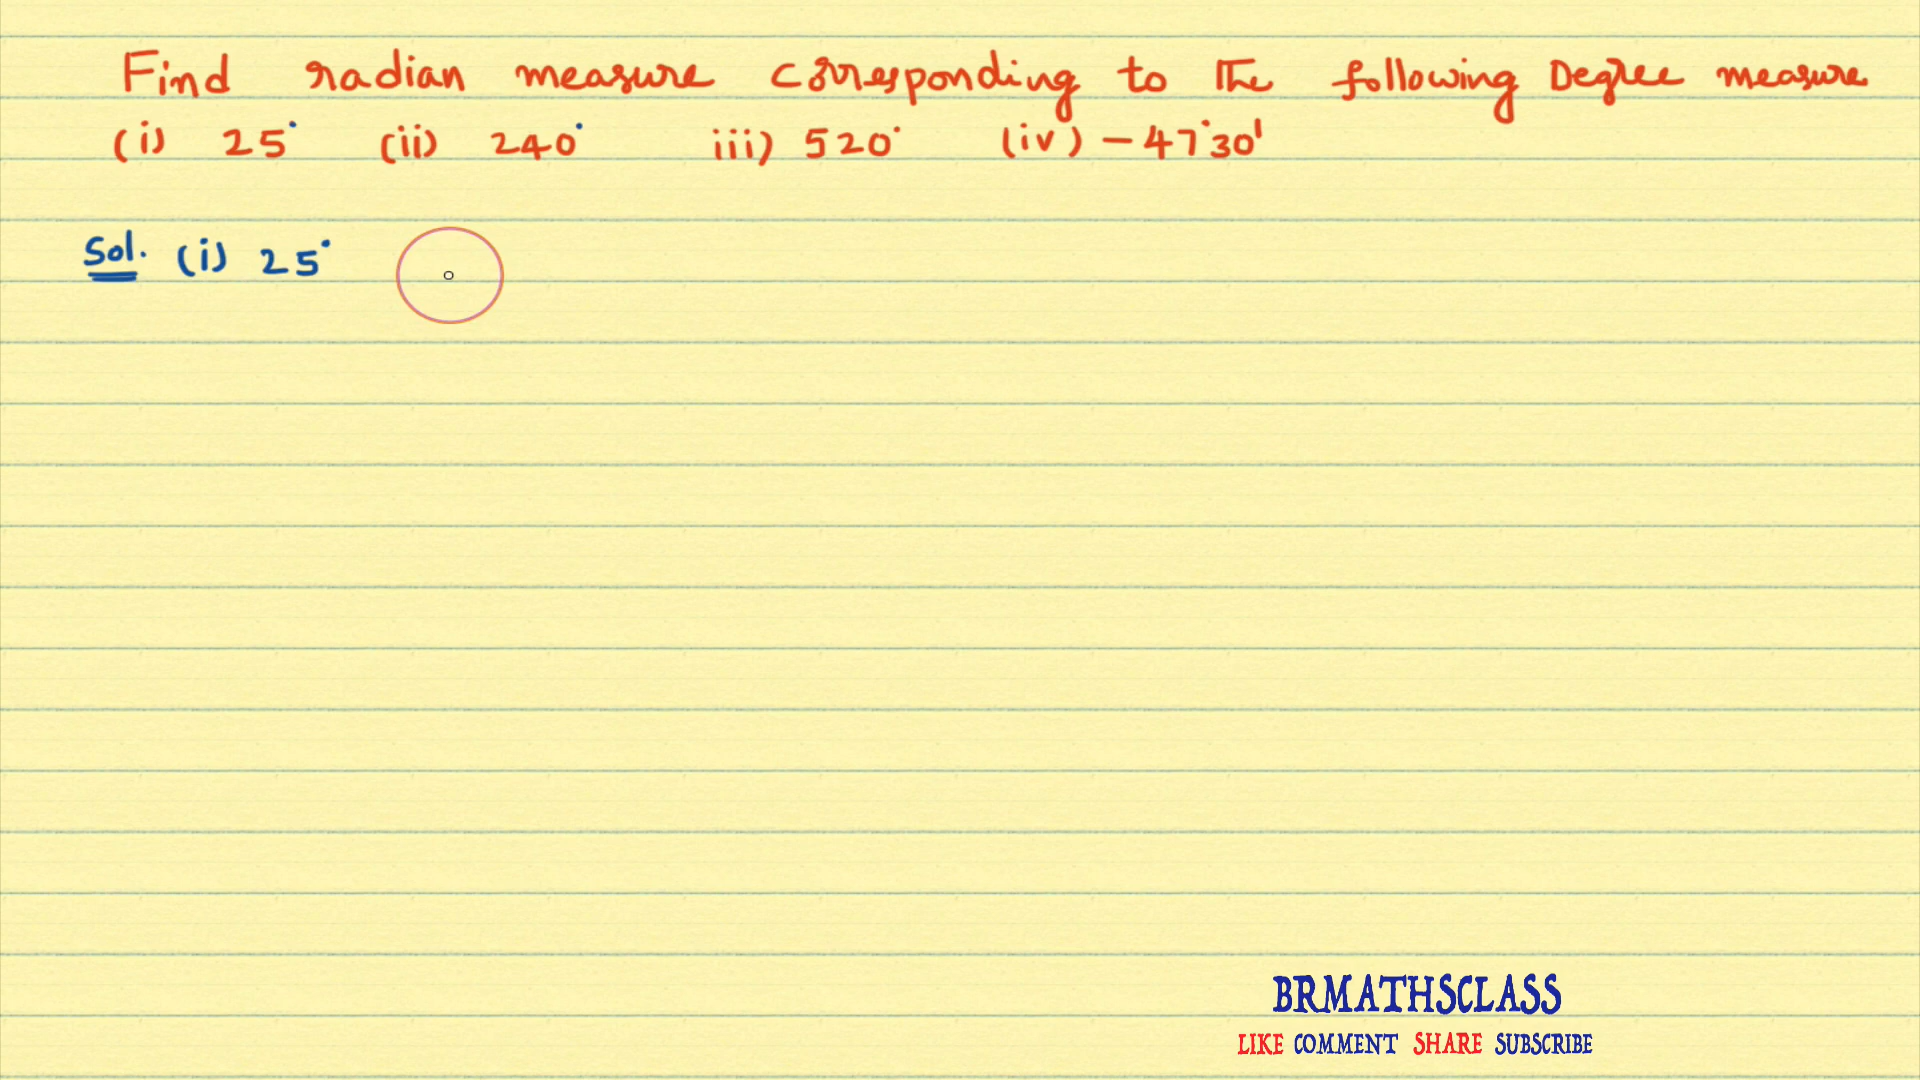 Find radian measure corresponding to the following Degree measure
(i) 25° (ii) 240° iii) 520° (iv) -47°30'
Sol. (i) 25°
BRMATHSCLASS
LIKE COMMENT SHARE SUBSCRIBE